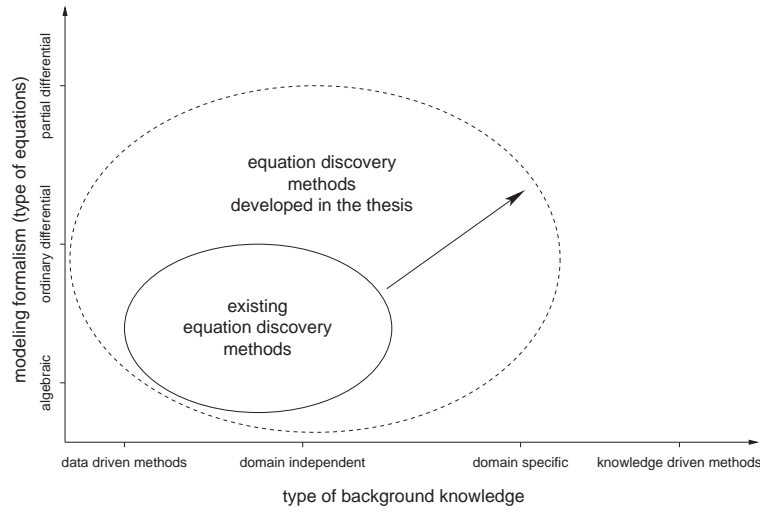 modeling formalism (type of equations)
partial differential
ordinary differential
algebraic
equation discovery
methods
developed in the thesis
existing
equation discovery
methods
data driven methods
domain independent
domain specific
knowledge driven methods
type of background knowledge